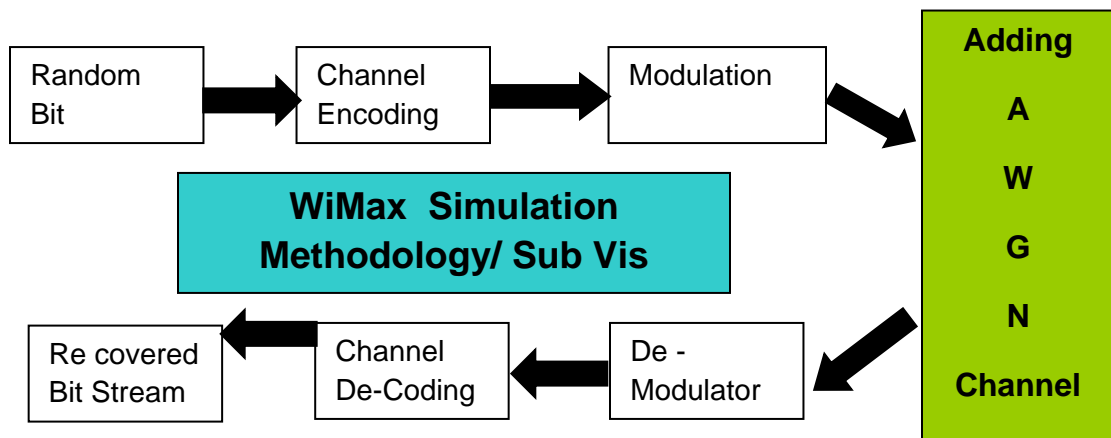 Random
Bit
Channel
Encoding
Modulation
Adding
A
W
G
N
Channel
WiMax Simulation
Methodology/ Sub Vis
Re covered
Bit Stream
Channel
De-Coding
De -
Modulator